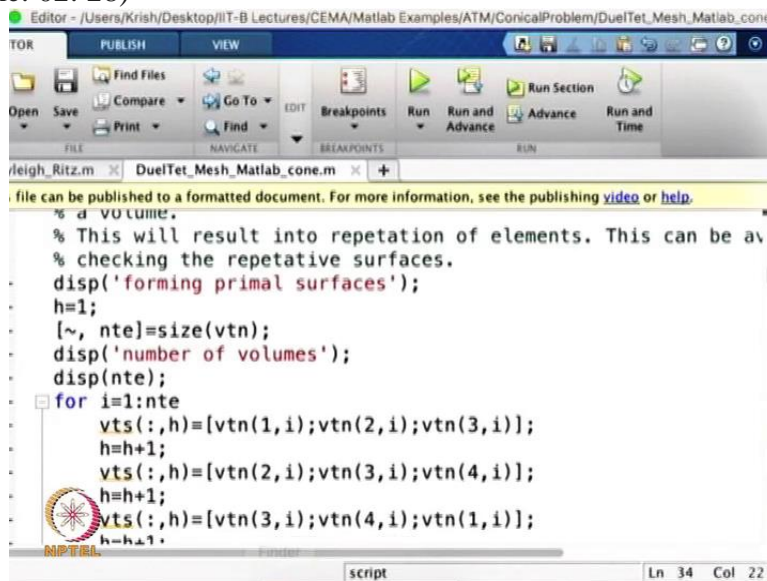 Editor - /Users/Krish/Desktop/IIT-B Lectures/CEMA/Matlab Examples/ATM/ConicalProblem/DuelTet_Mesh_Matlab_cone
TOR PUBLISH VIEW
Find Files
Compare Go To EDIT Breakpoints Run Run and Advance Run Section Advance Run and Time
Open Save Print Find
FILE NAVIGATE BREAKPOINTS RUN
yleigh_Ritz.m DuelTet_Mesh_Matlab_cone.m +
file can be published to a formatted document. For more information, see the publishing video or help.
% a volume.
% This will result into repetation of elements. This can be av
% checking the repetative surfaces.
disp('forming primal surfaces');
h=1;
[~, nte]=size(vtn);
disp('number of volumes');
disp(nte);
for i=1:nte
vts(:,h)=[vtn(1,i);vtn(2,i);vtn(3,i)];
h=h+1;
vts(:,h)=[vtn(2,i);vtn(3,i);vtn(4,i)];
h=h+1;
vts(:,h)=[vtn(3,i);vtn(4,i);vtn(1,i)];
h=h+1;
NPTEL
Finder
script Ln 34 Col 22